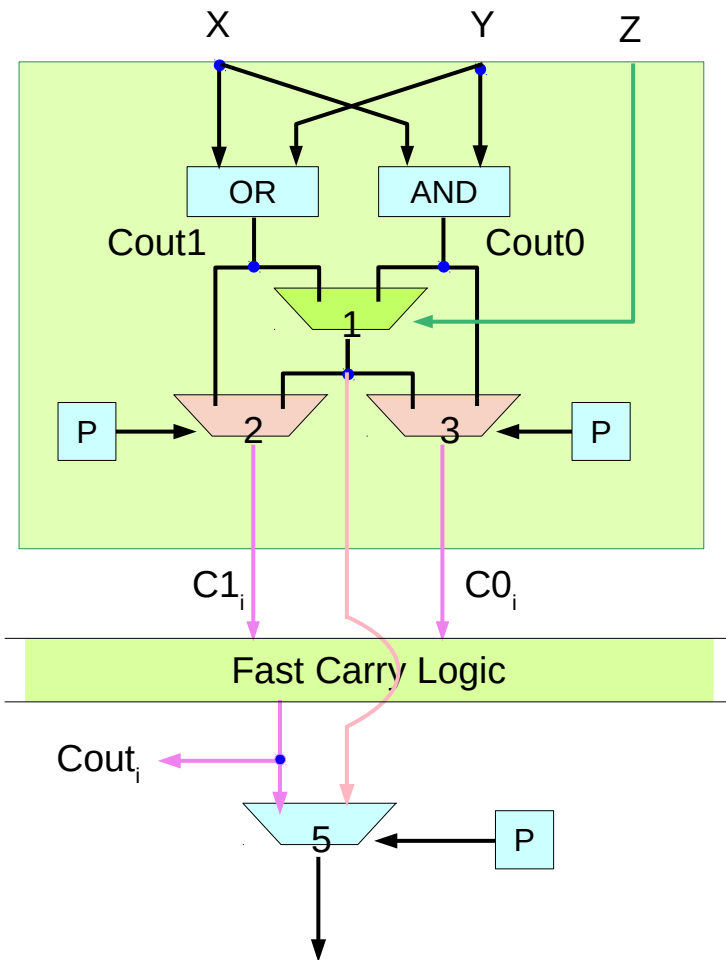 X Y Z
OR AND
Cout1 Cout0
1
P 2 3 P
C1i C0i
Fast Carry Logic
Couti
5 P